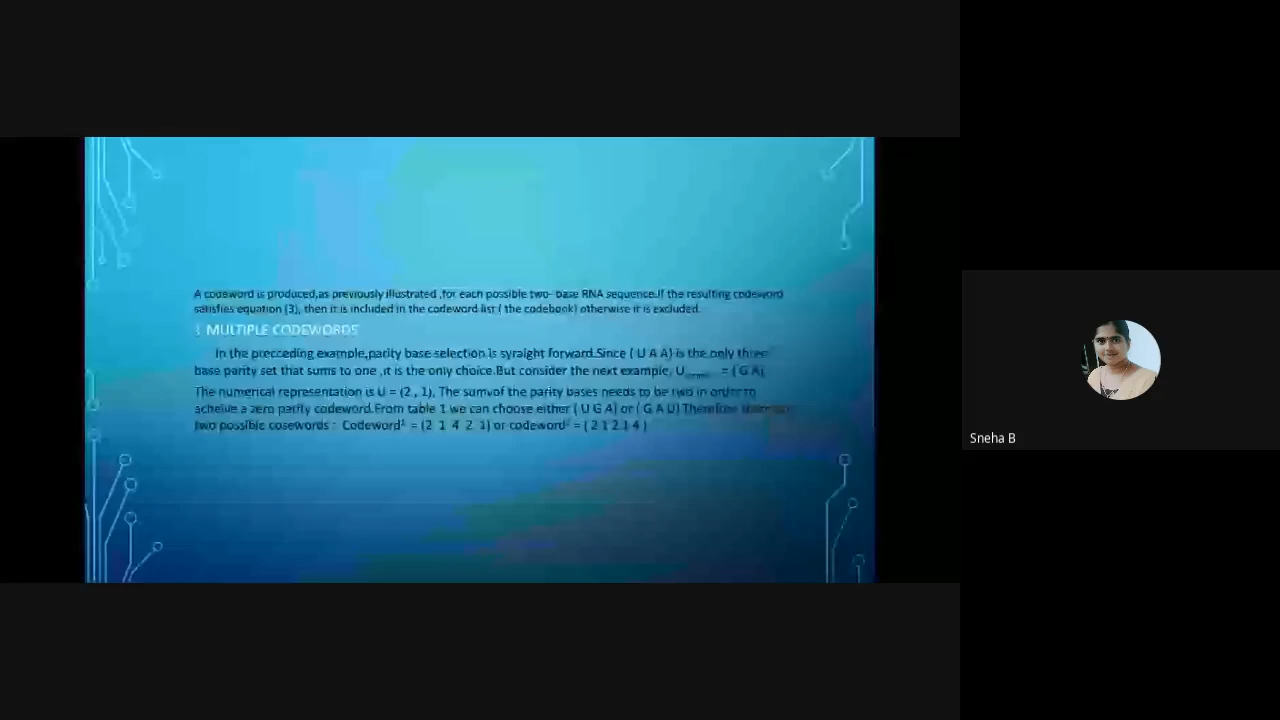 A codeword is produced,as previously illustrated ,for each possible two- base RNA sequence.If the resulting codeword
satisfies equation (3), then it is included in the codeword list ( the codebook) otherwise it is excluded.
MULTIPLE CODEWORDS
In the precceding example,parity base selection is syraight forward.Since ( U A A) is the only three
base parity set that sums to one ,it is the only choice.But consider the next example, U = ( G A)
The numerical representation is U = (2 , 1), The sumvof the parity bases needs to be two in order to
acheiive a zero parity codeword.From table 1 we can choose either ( U G A) or ( G A U) Therefore
two possible cosewords : Codeword¹ = (2 1 4 2 1) or codeword² = ( 2 1 2 1 4 )
Sneha B